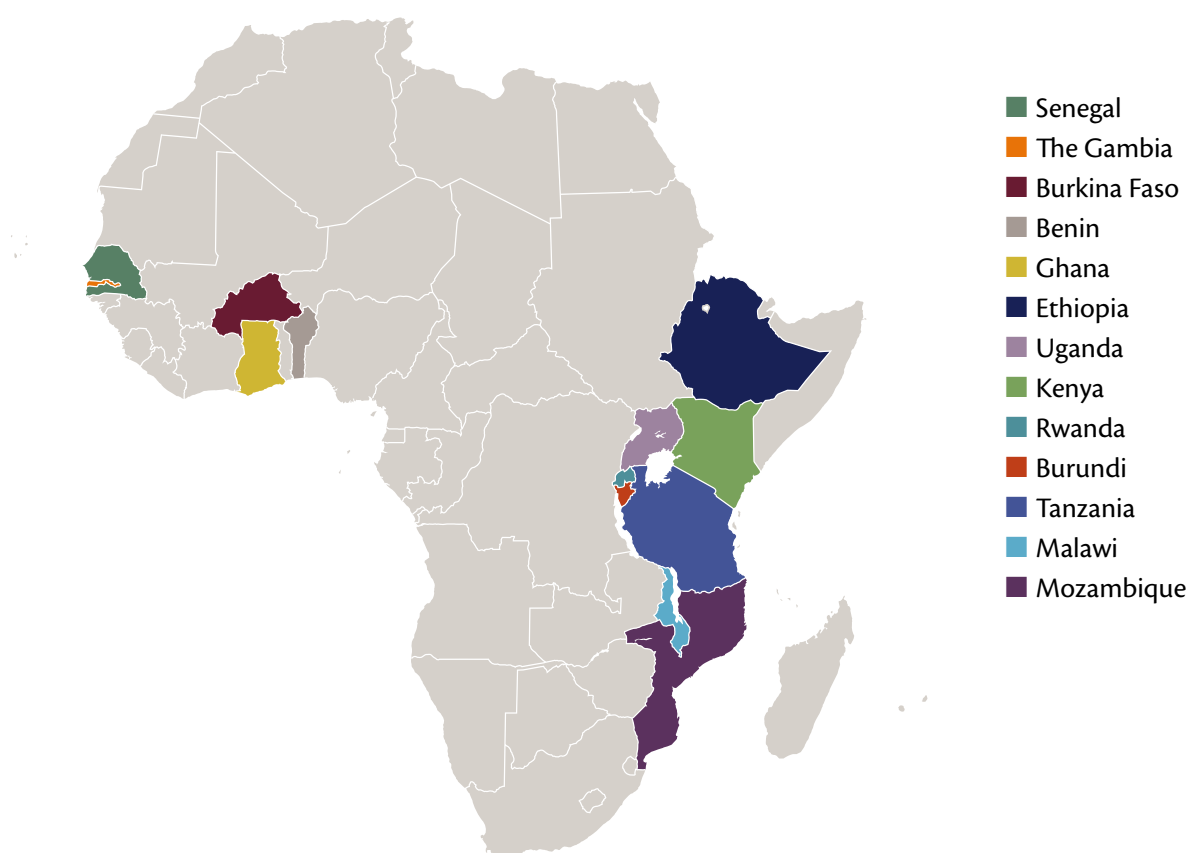 Senegal
The Gambia
Burkina Faso
Benin
Ghana
Ethiopia
Uganda
Kenya
Rwanda
Burundi
Tanzania
Malawi
Mozambique